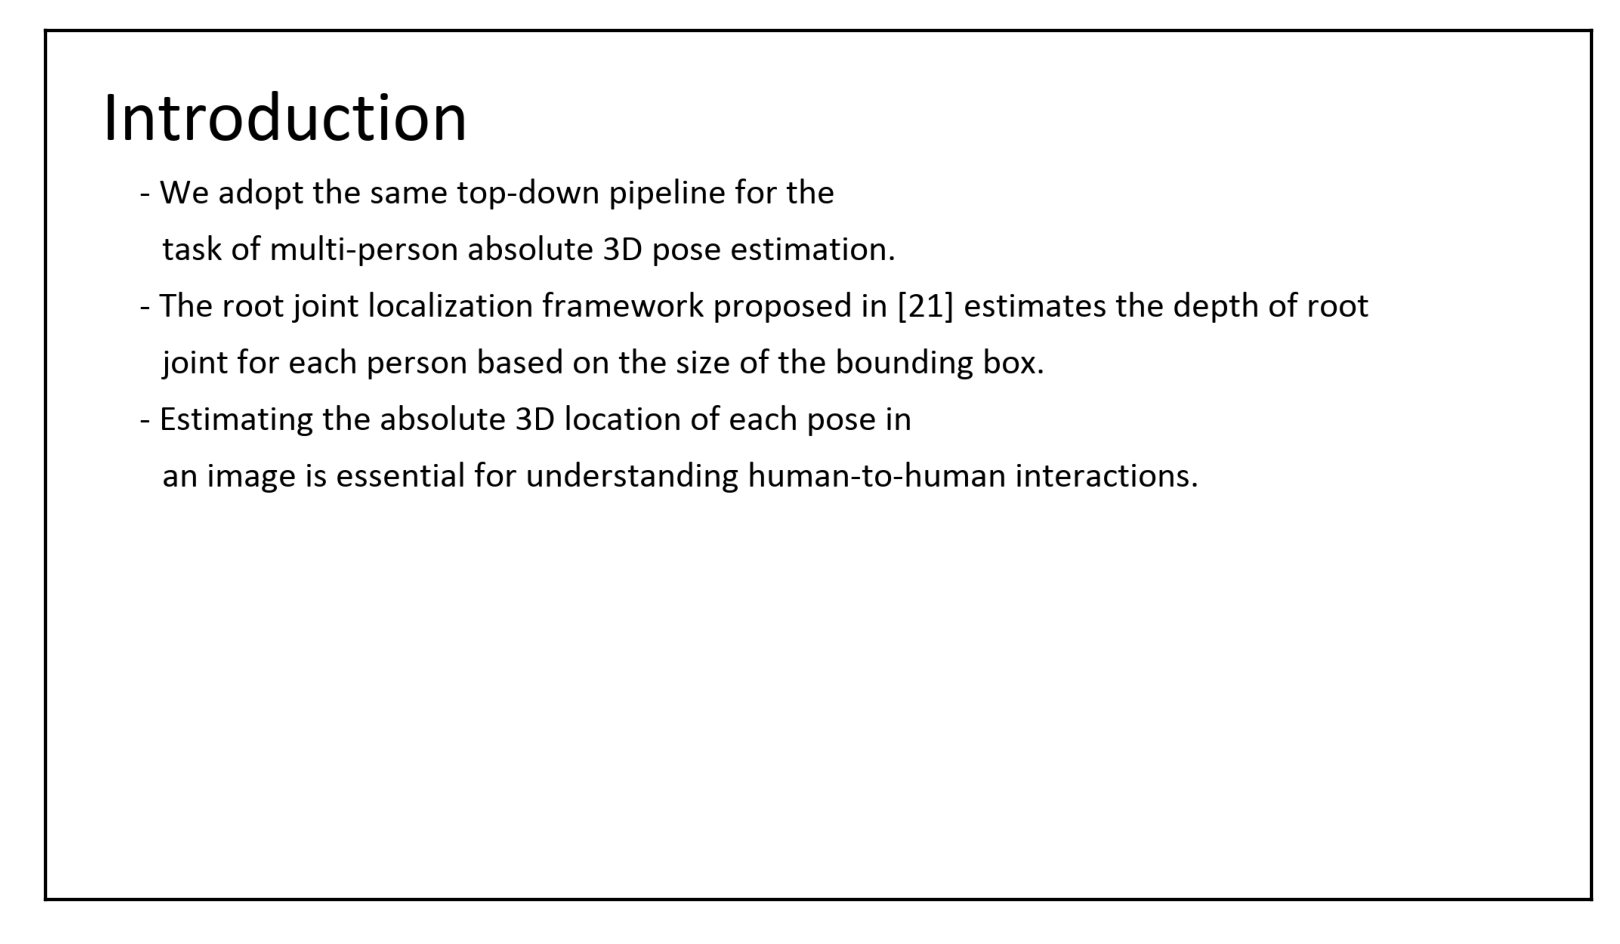 Introduction
- We adopt the same top-down pipeline for the
task of multi-person absolute 3D pose estimation.
- The root joint localization framework proposed in [21] estimates the depth of root
joint for each person based on the size of the bounding box.
- Estimating the absolute 3D location of each pose in
an image is essential for understanding human-to-human interactions.